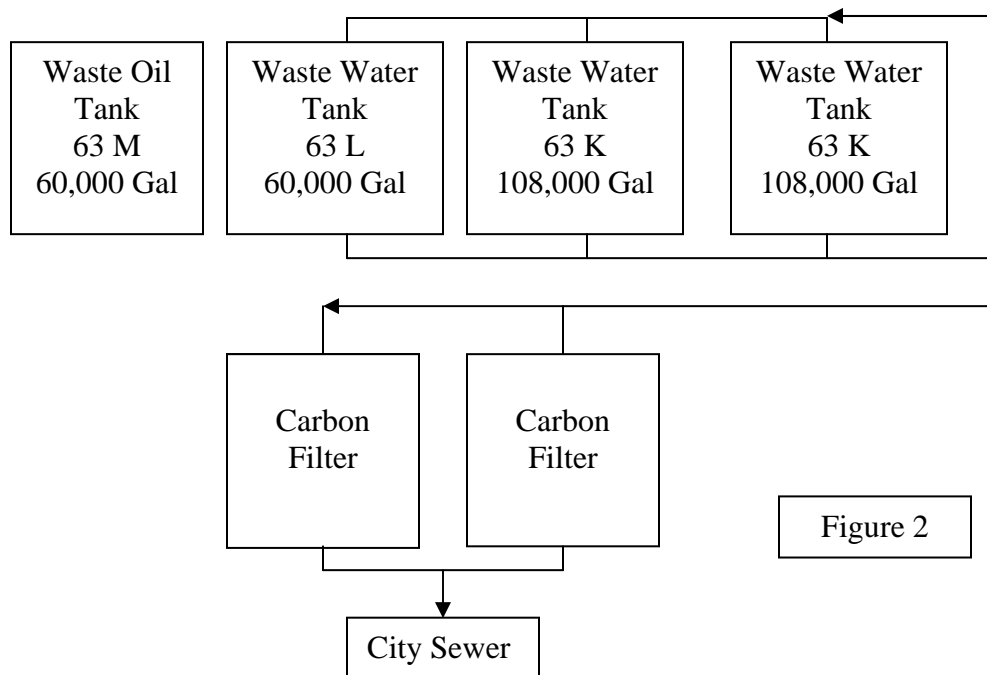 Waste Oil
Tank
63 M
60,000 Gal
Waste Water
Tank
63 L
60,000 Gal
Waste Water
Tank
63 K
108,000 Gal
Waste Water
Tank
63 K
108,000 Gal
Carbon
Filter
Carbon
Filter
Figure 2
City Sewer